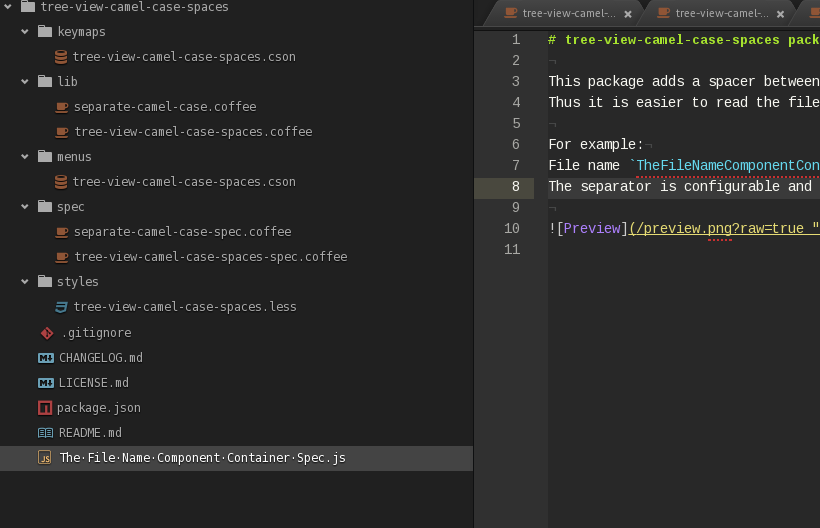 tree-view-camel-case-spaces
keymaps
tree-view-camel-case-spaces.cson
lib
separate-camel-case.coffee
tree-view-camel-case-spaces.coffee
menus
tree-view-camel-case-spaces.cson
spec
separate-camel-case-spec.coffee
tree-view-camel-case-spaces-spec.coffee
styles
tree-view-camel-case-spaces.less
.gitignore
CHANGELOG.md
LICENSE.md
package.json
README.md
JS The·File·Name·Component·Container·Spec.js
tree-view-camel-... × tree-view-camel-... ×
1 # tree-view-camel-case-spaces pack
2 ¬
3 This package adds a spacer between
4 Thus it is easier to read the file
5 ¬
6 For example:¬
7 File name `TheFileNameComponentCon
8 The separator is configurable and
9 ¬
10 ![Preview](/preview.png?raw=true "
11